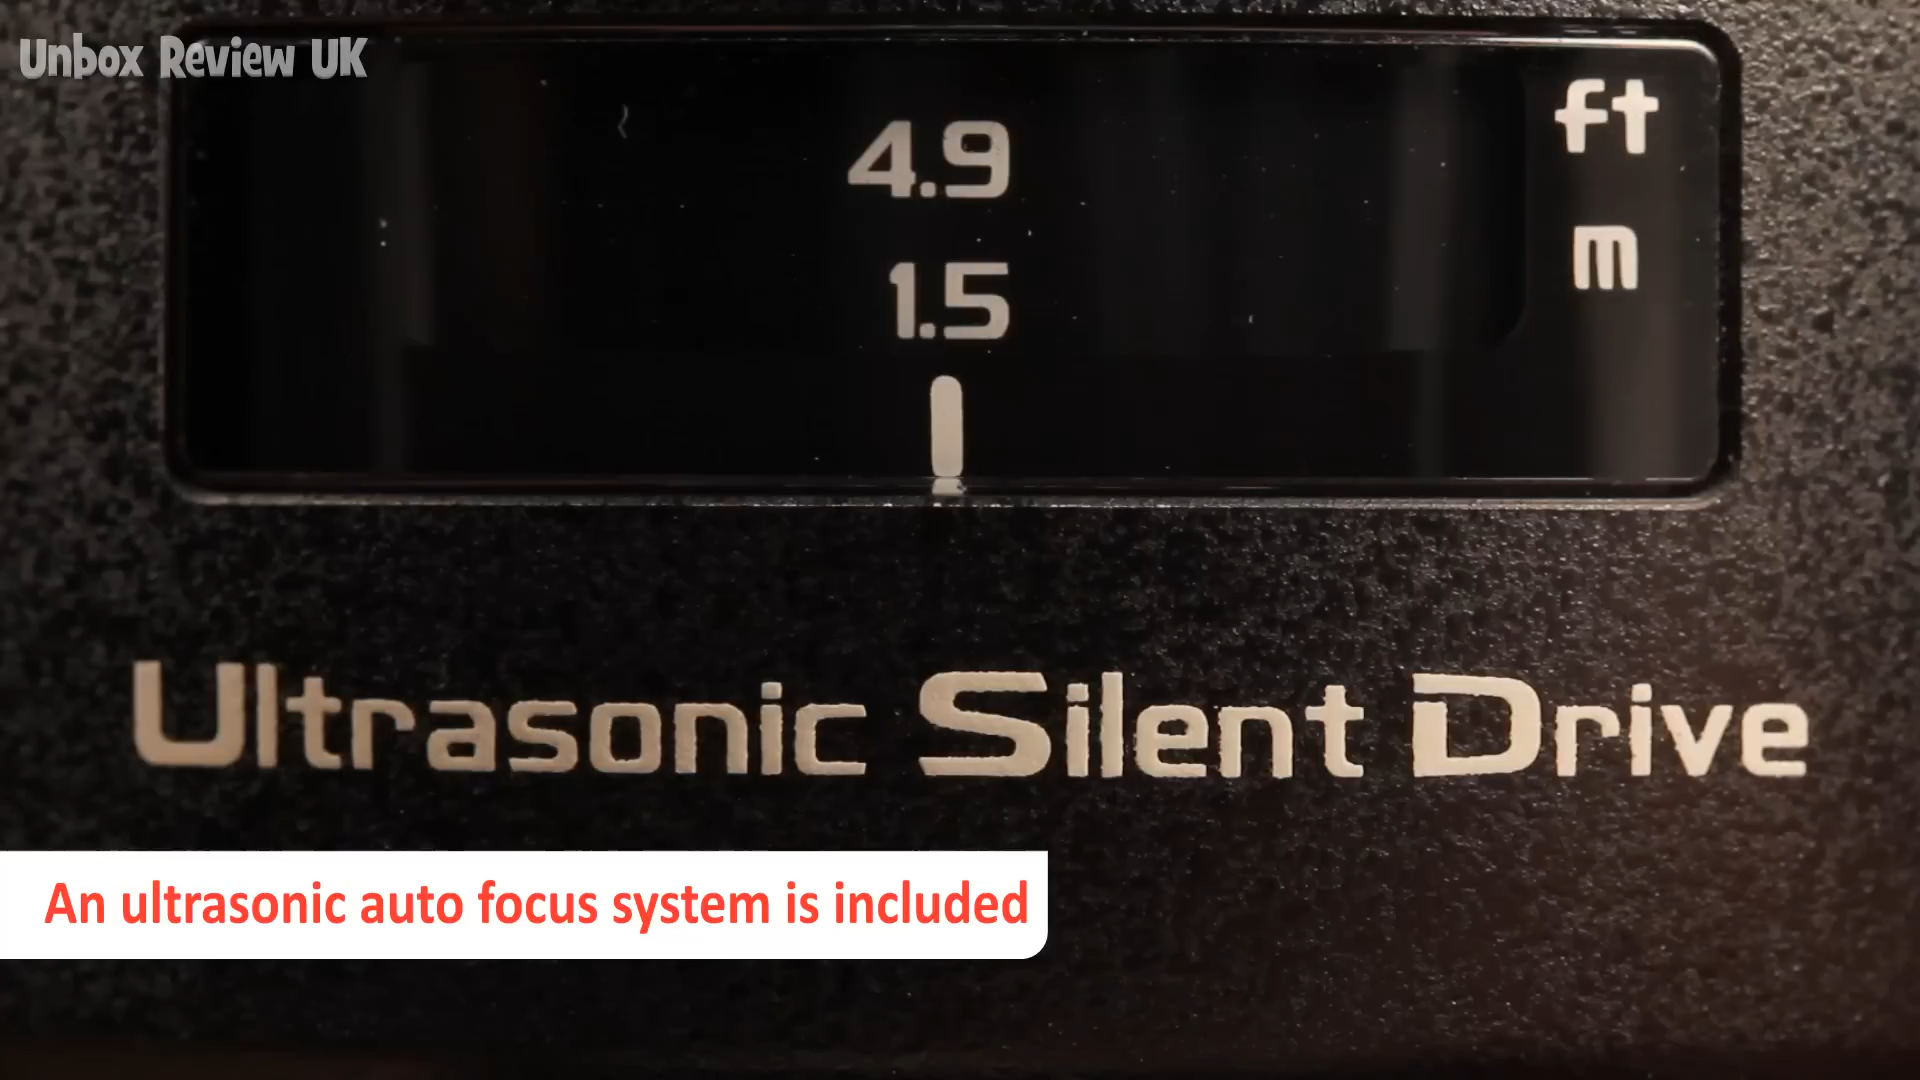 Unbox Review UK
4.9 ft
1.5 m
Ultrasonic Silent Drive
An ultrasonic auto focus system is included